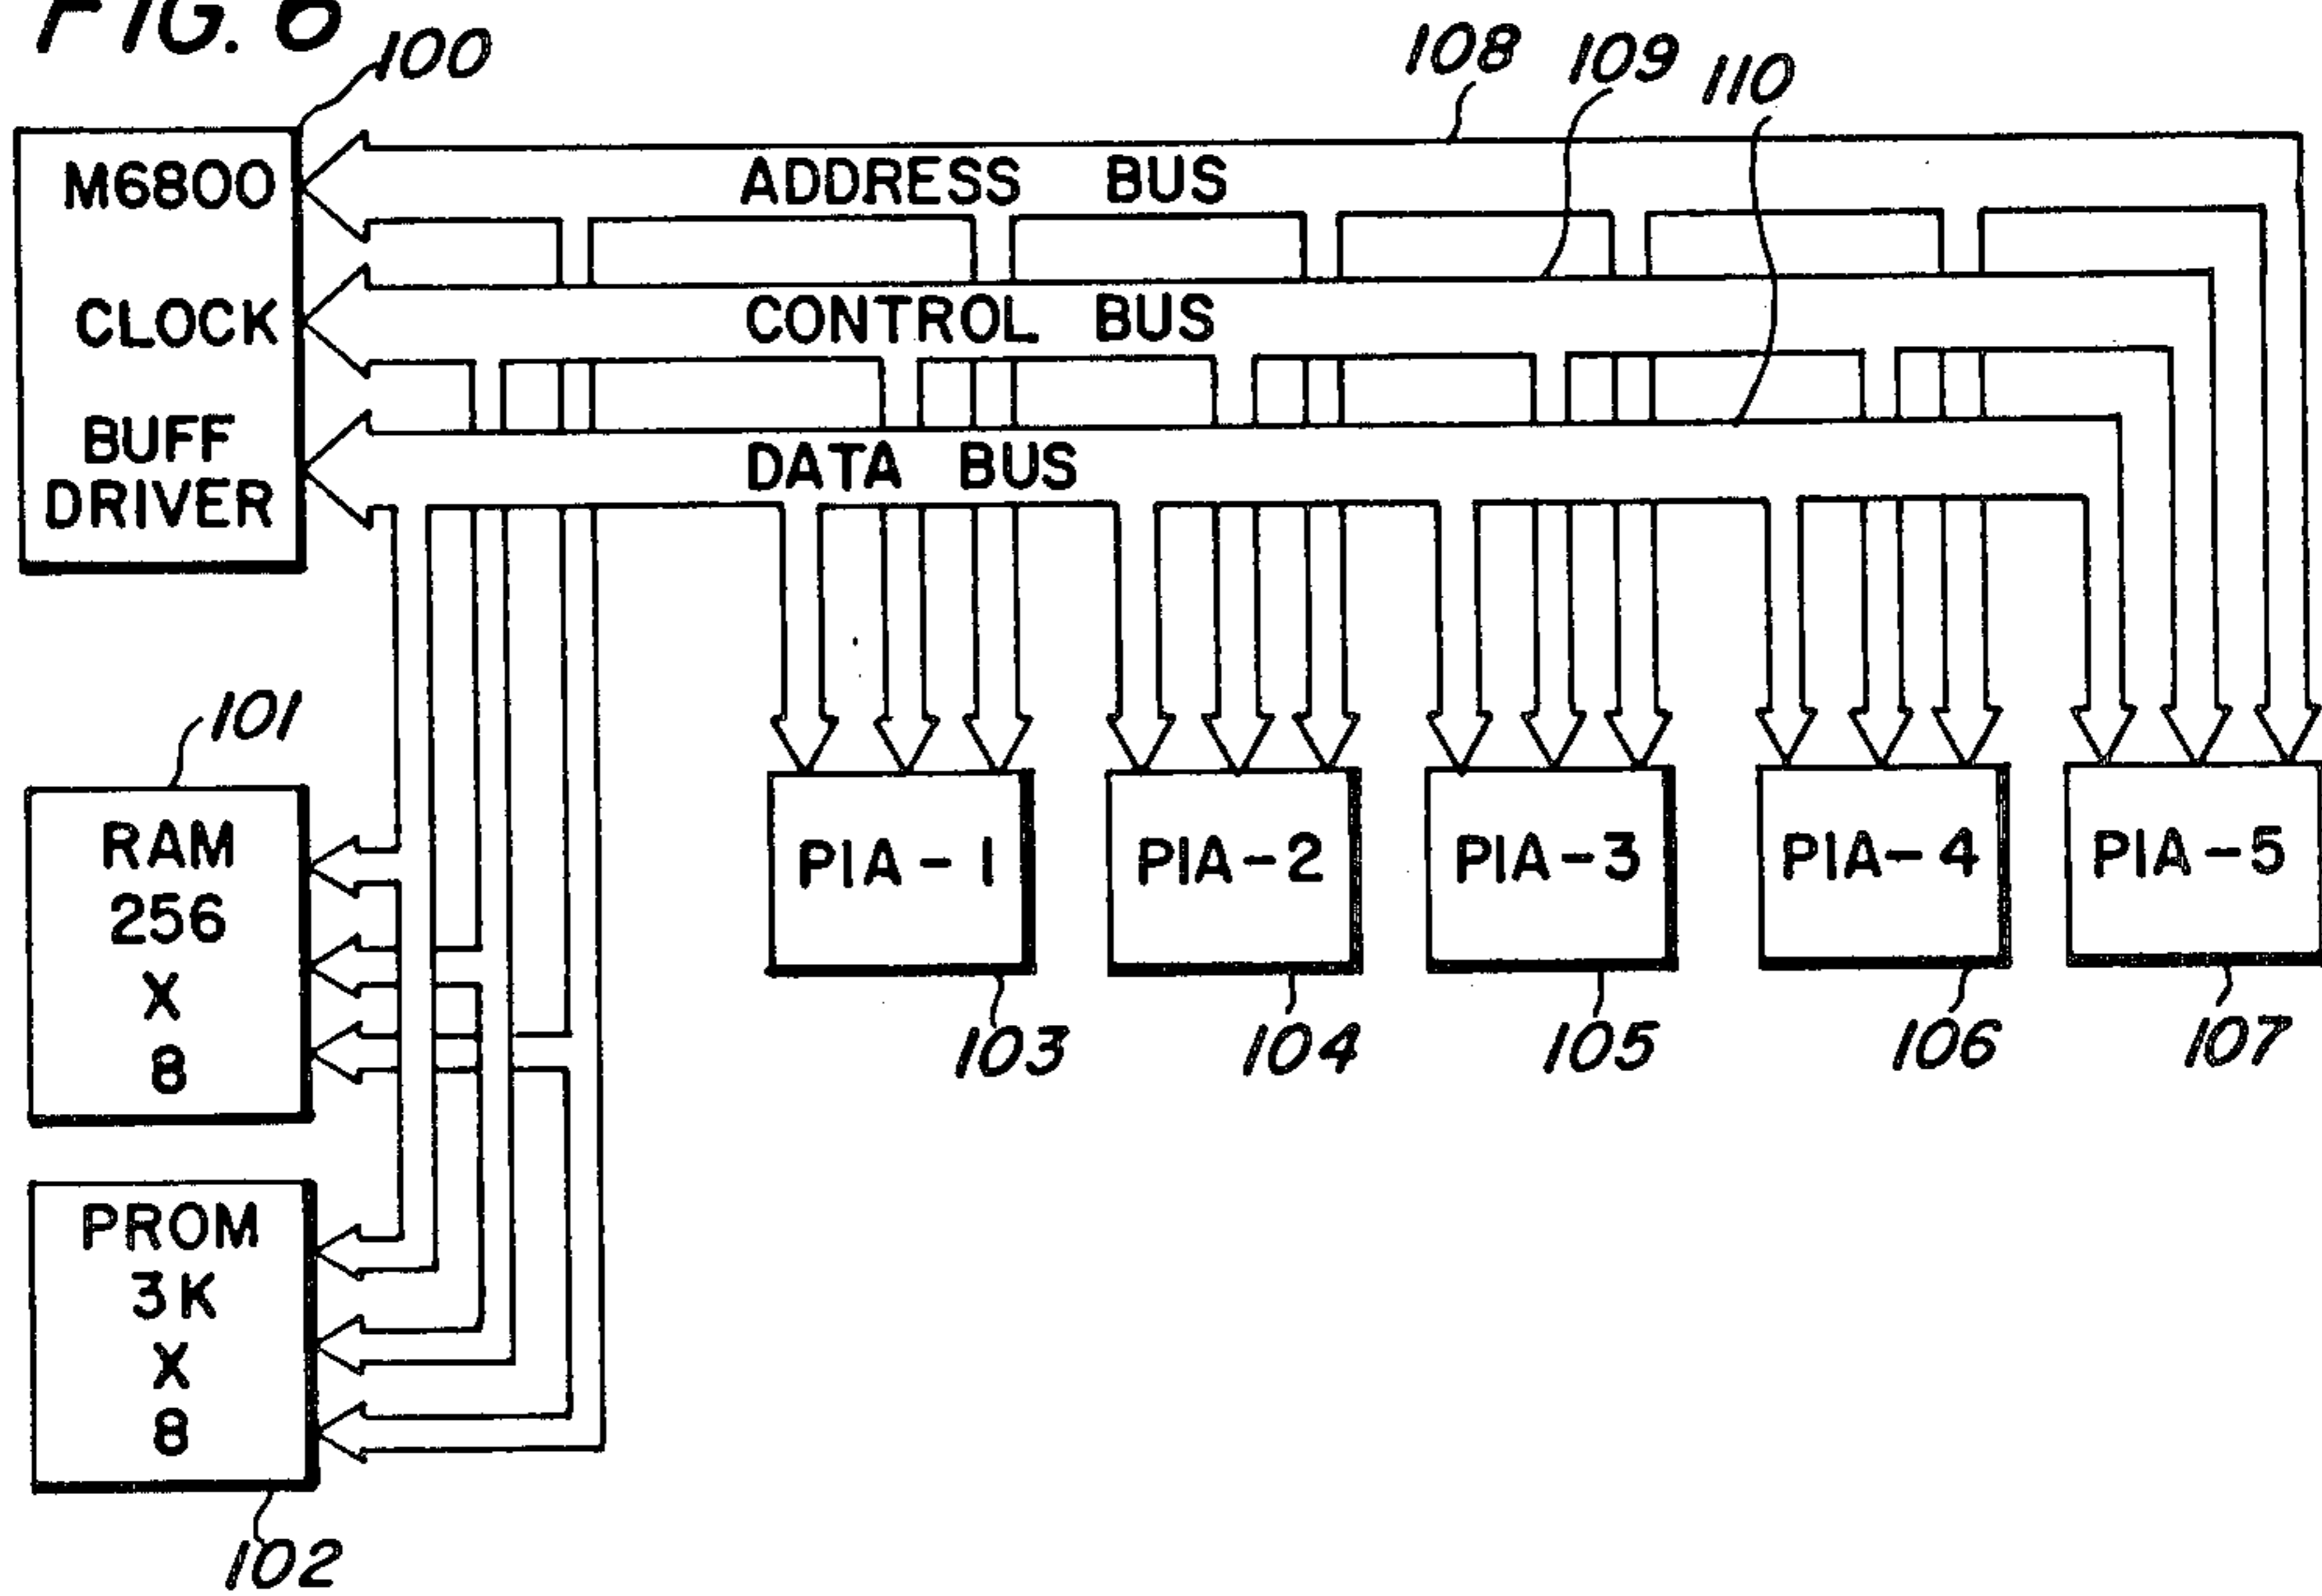 FIG. 6
100
108
109
110
M6800
CLOCK
BUFF
DRIVER
ADDRESS BUS
CONTROL BUS
DATA BUS
101
RAM
256
X
8
PIA-1
PIA-2
PIA-3
PIA-4
PIA-5
103
104
105
106
107
PROM
3K
X
8
102